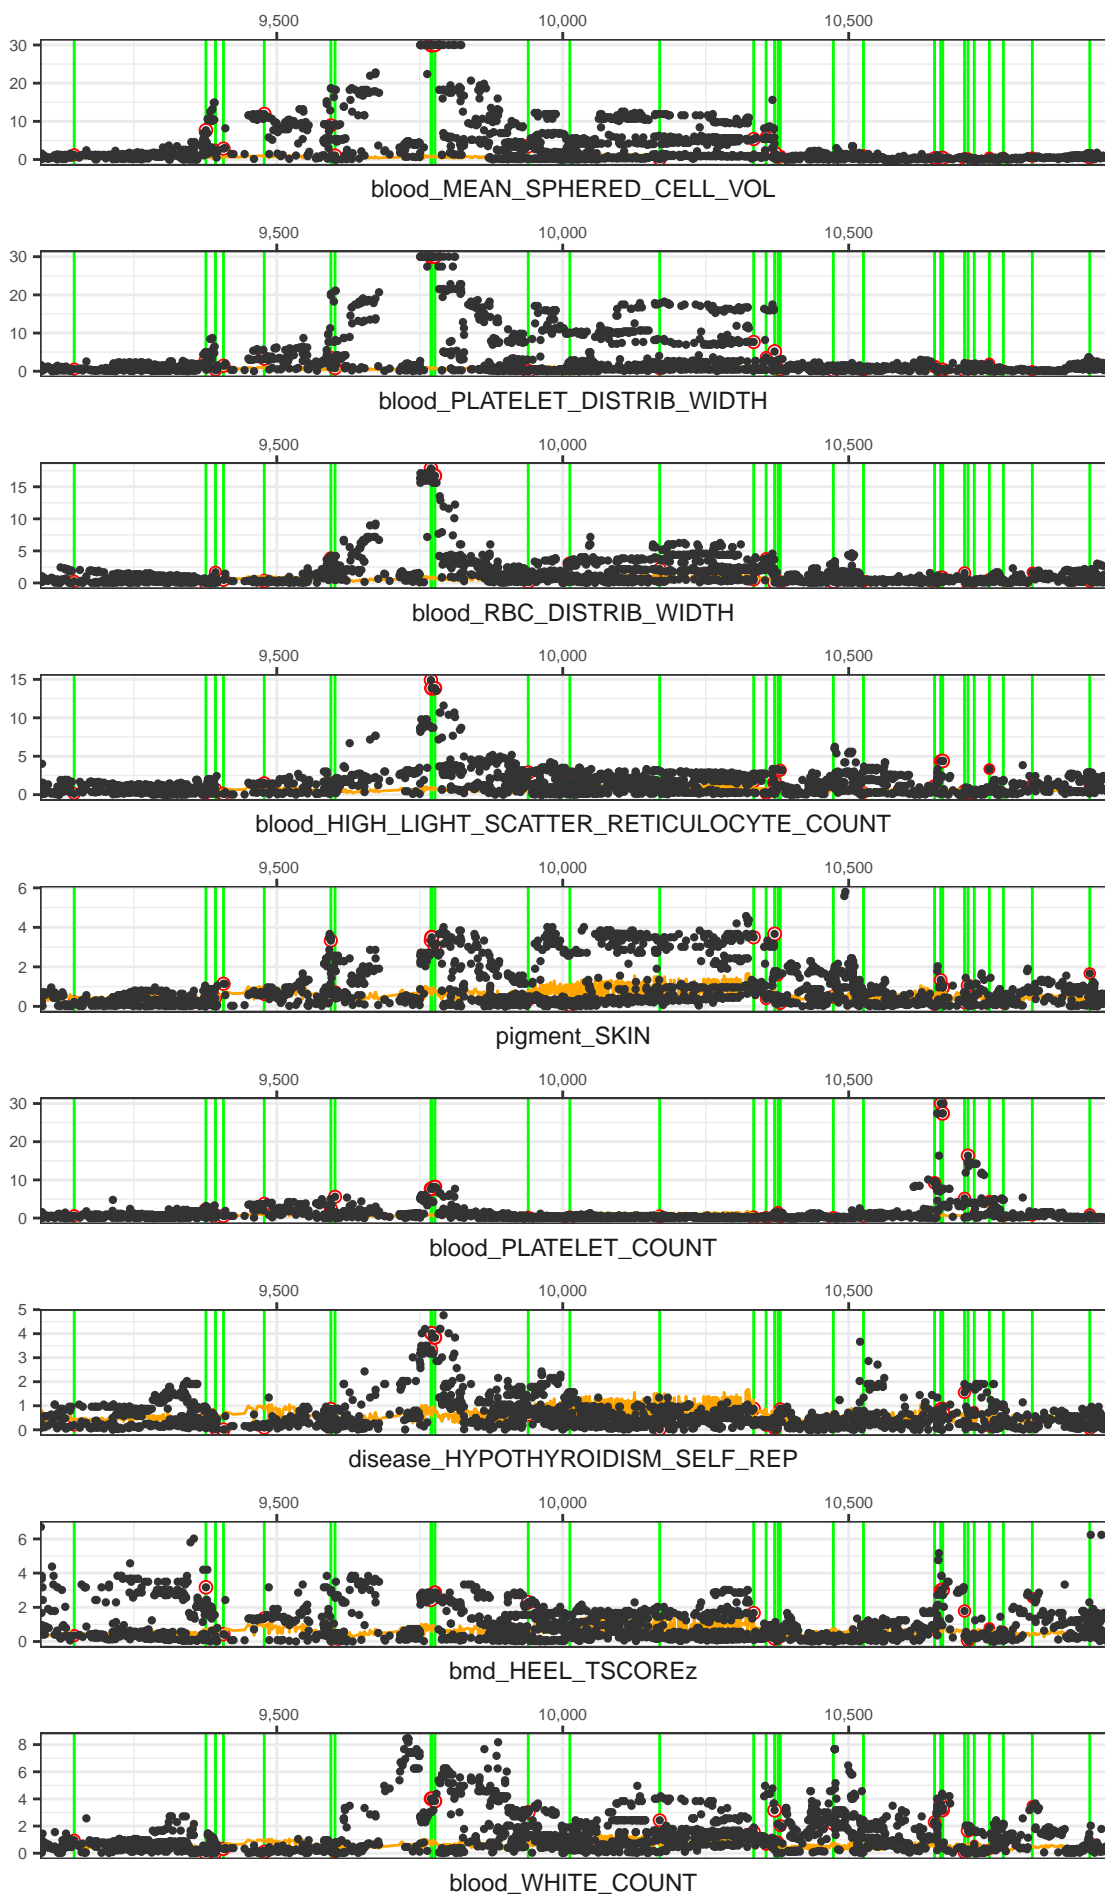 9,500 10,000 10,500
30
20
10
0
blood_MEAN_SPHERED_CELL_VOL
9,500 10,000 10,500
30
20
10
0
blood_PLATELET_DISTRIB_WIDTH
9,500 10,000 10,500
15
10
5
0
blood_RBC_DISTRIB_WIDTH
9,500 10,000 10,500
15
10
5
0
blood_HIGH_LIGHT_SCATTER_RETICULOCYTE_COUNT
9,500 10,000 10,500
6
4
2
0
pigment_SKIN
9,500 10,000 10,500
30
20
10
0
blood_PLATELET_COUNT
9,500 10,000 10,500
5
4
3
2
1
0
disease_HYPOTHYROIDISM_SELF_REP
9,500 10,000 10,500
6
4
2
0
bmd_HEEL_TSCOREz
9,500 10,000 10,500
8
6
4
2
0
blood_WHITE_COUNT